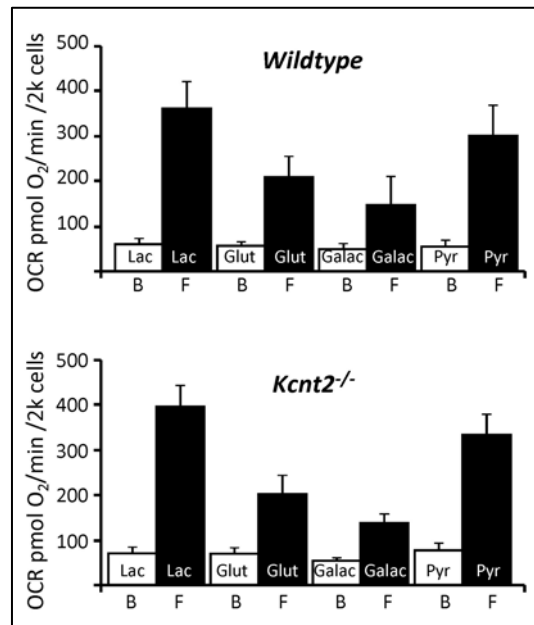 Wildtype
OCR pmol O₂/min /2k cells
500
400
300
200
100
Lac Lac Glut Glut Galac Galac Pyr Pyr
B F B F B F B F
Kcnt2⁻/⁻
OCR pmol O₂/min /2k cells
500
400
300
200
100
Lac Lac Glut Glut Galac Galac Pyr Pyr
B F B F B F B F